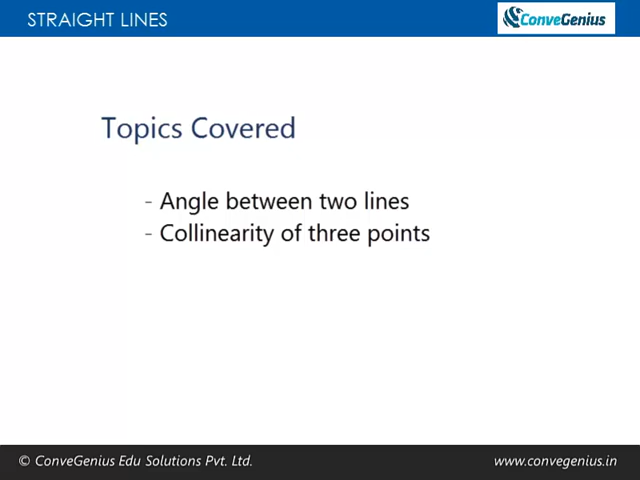 STRAIGHT LINES
ConveGenius
Topics Covered
- Angle between two lines
- Collinearity of three points
© ConveGenius Edu Solutions Pvt. Ltd.
www.convegenius.in